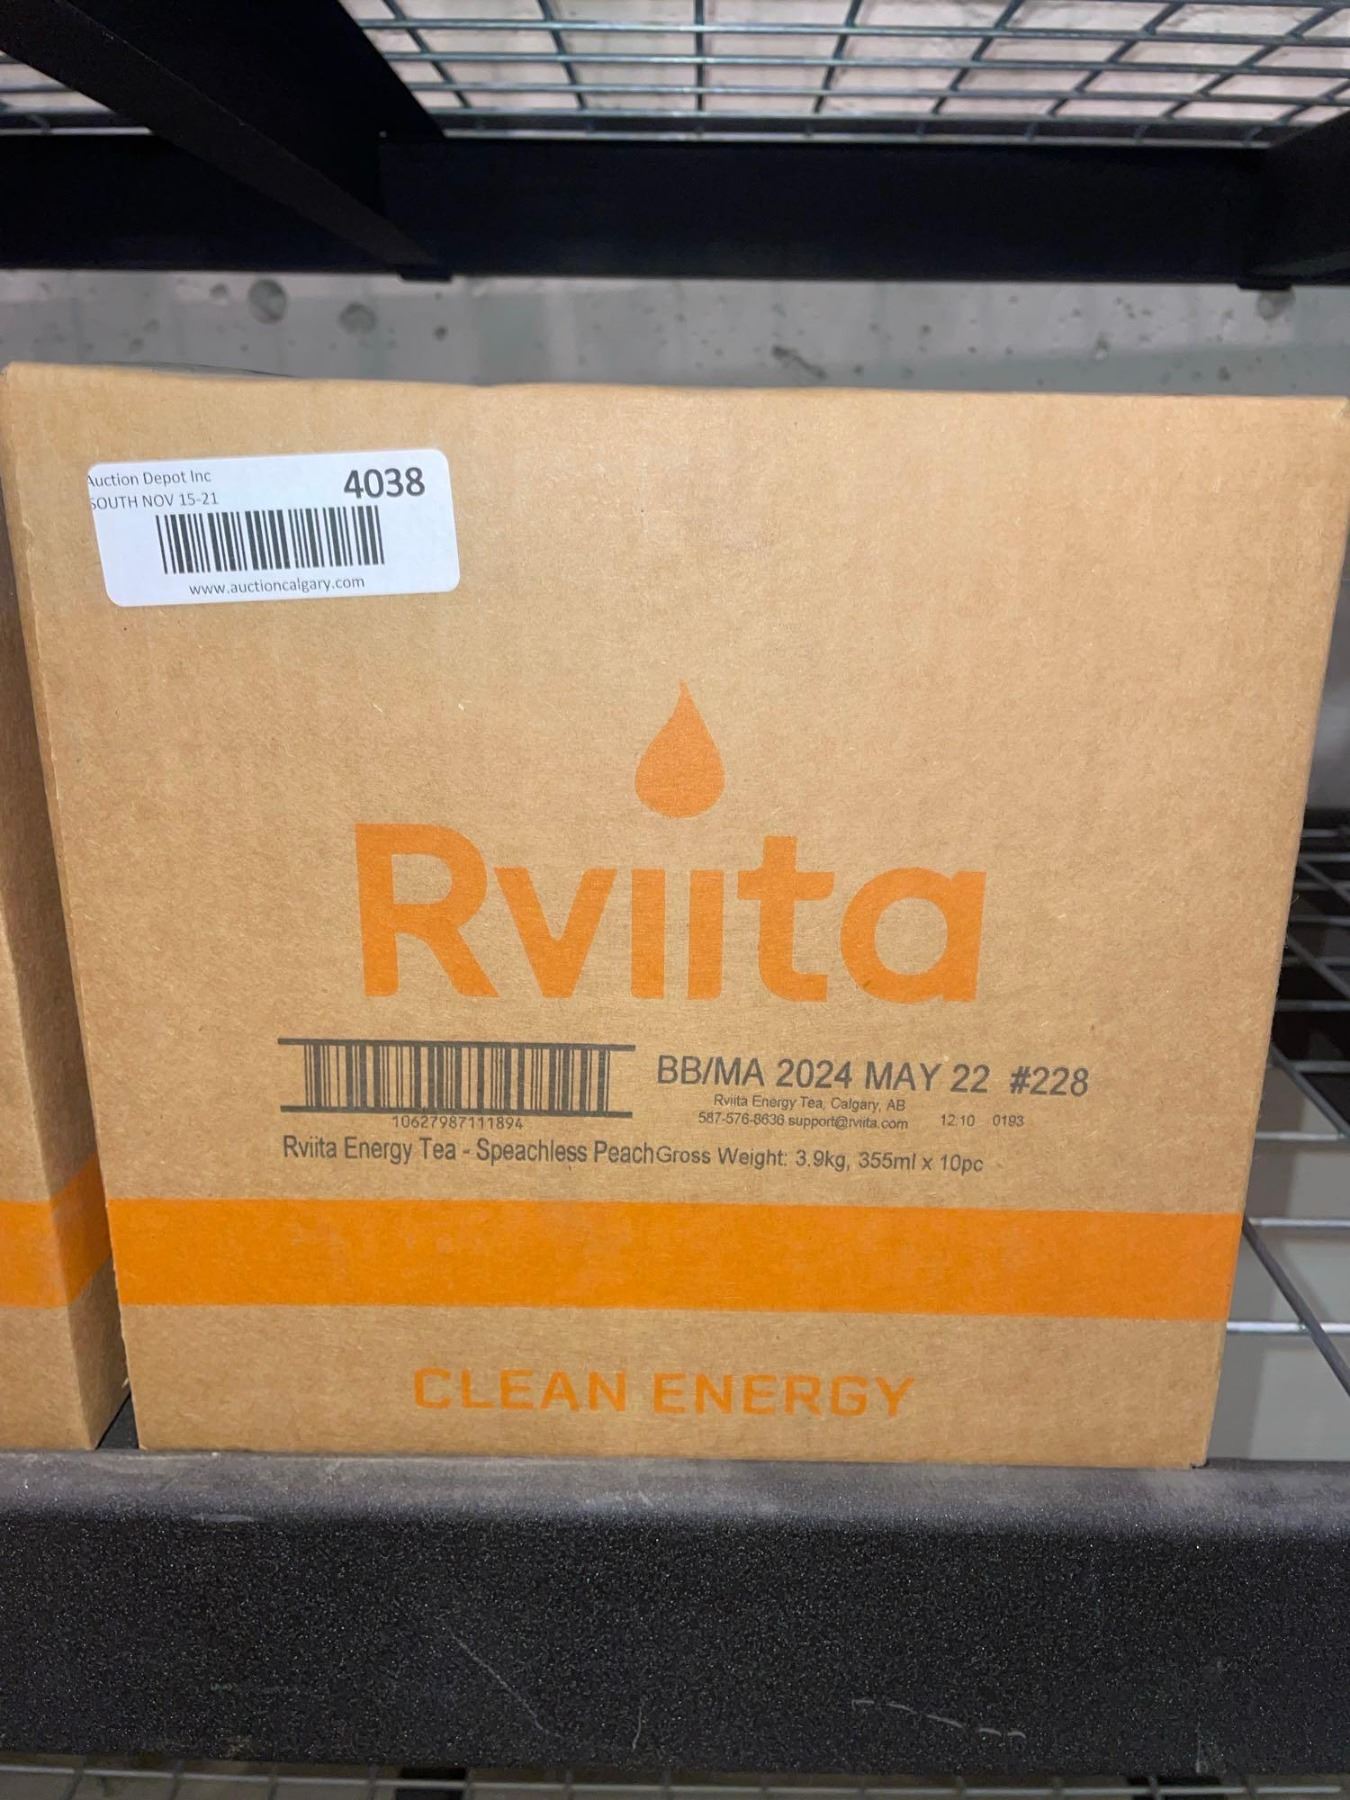 Auction Depot Inc
4038
SOUTH NOV 15-21
www.auctioncalgary.com
Rviita
BB/MA 2024 MAY 22 #228
Rviita Energy Tea, Calgary, AB
587-576-8636 support@rviita.com 12:10 0193
10627987111894
Rviita Energy Tea - Speachless Peach Gross Weight: 3.9kg, 355ml x 10pc
CLEAN ENERGY